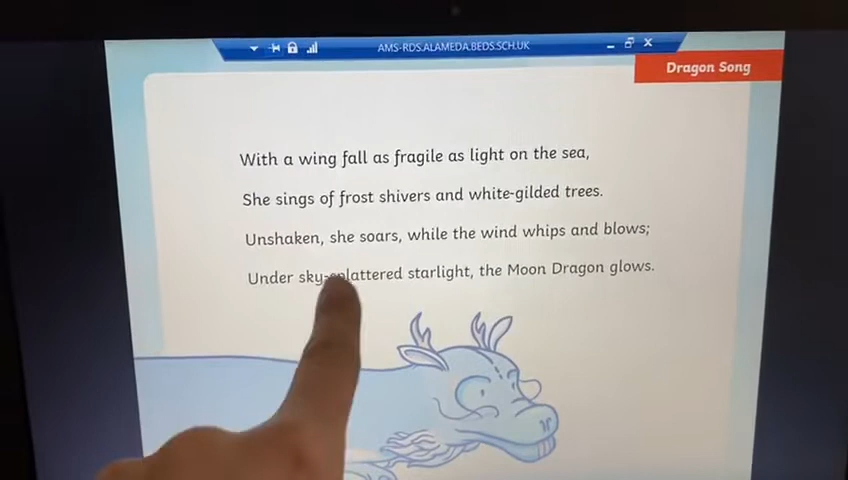 AMS-RDS.ALAMEDA.BEDS.SCH.UK
Dragon Song
With a wing fall as fragile as light on the sea,
She sings of frost shivers and white-gilded trees.
Unshaken, she soars, while the wind whips and blows;
Under sky-splattered starlight, the Moon Dragon glows.